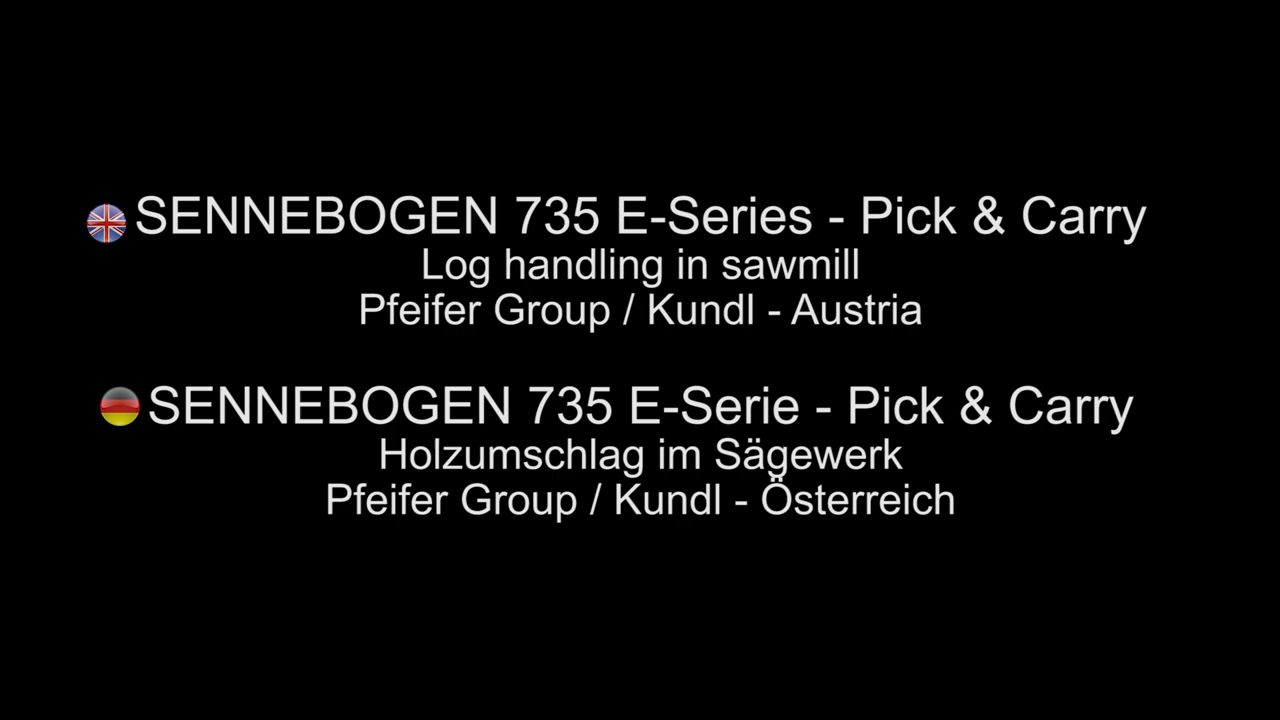 SENNEBOGEN 735 E-Series - Pick & Carry
Log handling in sawmill
Pfeifer Group / Kundl - Austria
SENNEBOGEN 735 E-Serie - Pick & Carry
Holzumschlag im Sägewerk
Pfeifer Group / Kundl - Österreich